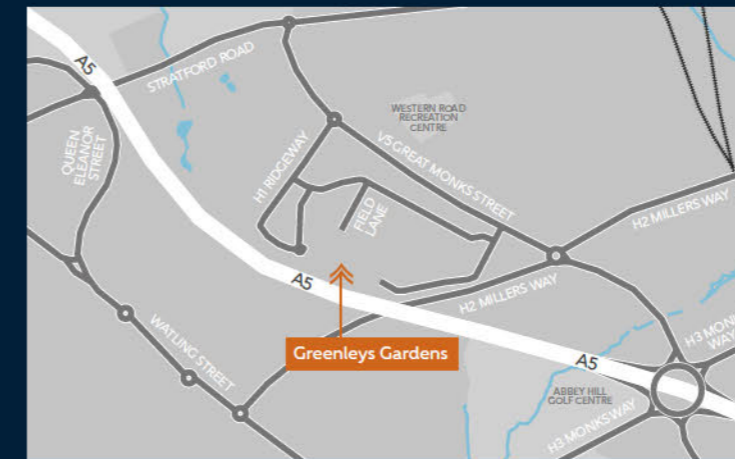 A5
STRATFORD ROAD
QUEEN
ELEANOR
STREET
WESTERN ROAD
RECREATION
CENTRE
H1 RIDGEWAY
V5 GREAT MONKS STREET
FIELD
LANE
H2 MILLERS WAY
A5
H2 MILLERS WAY
WATLING STREET
Greenleys Gardens
A5
H3 MONKS
WAY
ABBEY HILL
GOLF CENTRE
H3 MONKS WAY